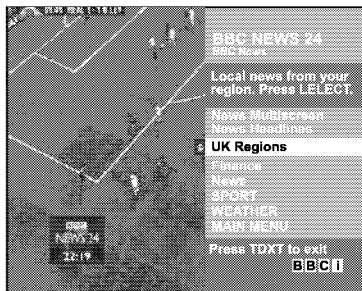 BBC NEWS 24
BBC News
Local news from your
region. Press LELECT.
News Multiscreen
News Headlines
UK Regions
Finance
News
SPORT
WEATHER
MAIN MENU
Press TDXT to exit
BBCi
NEWS 24
22:19